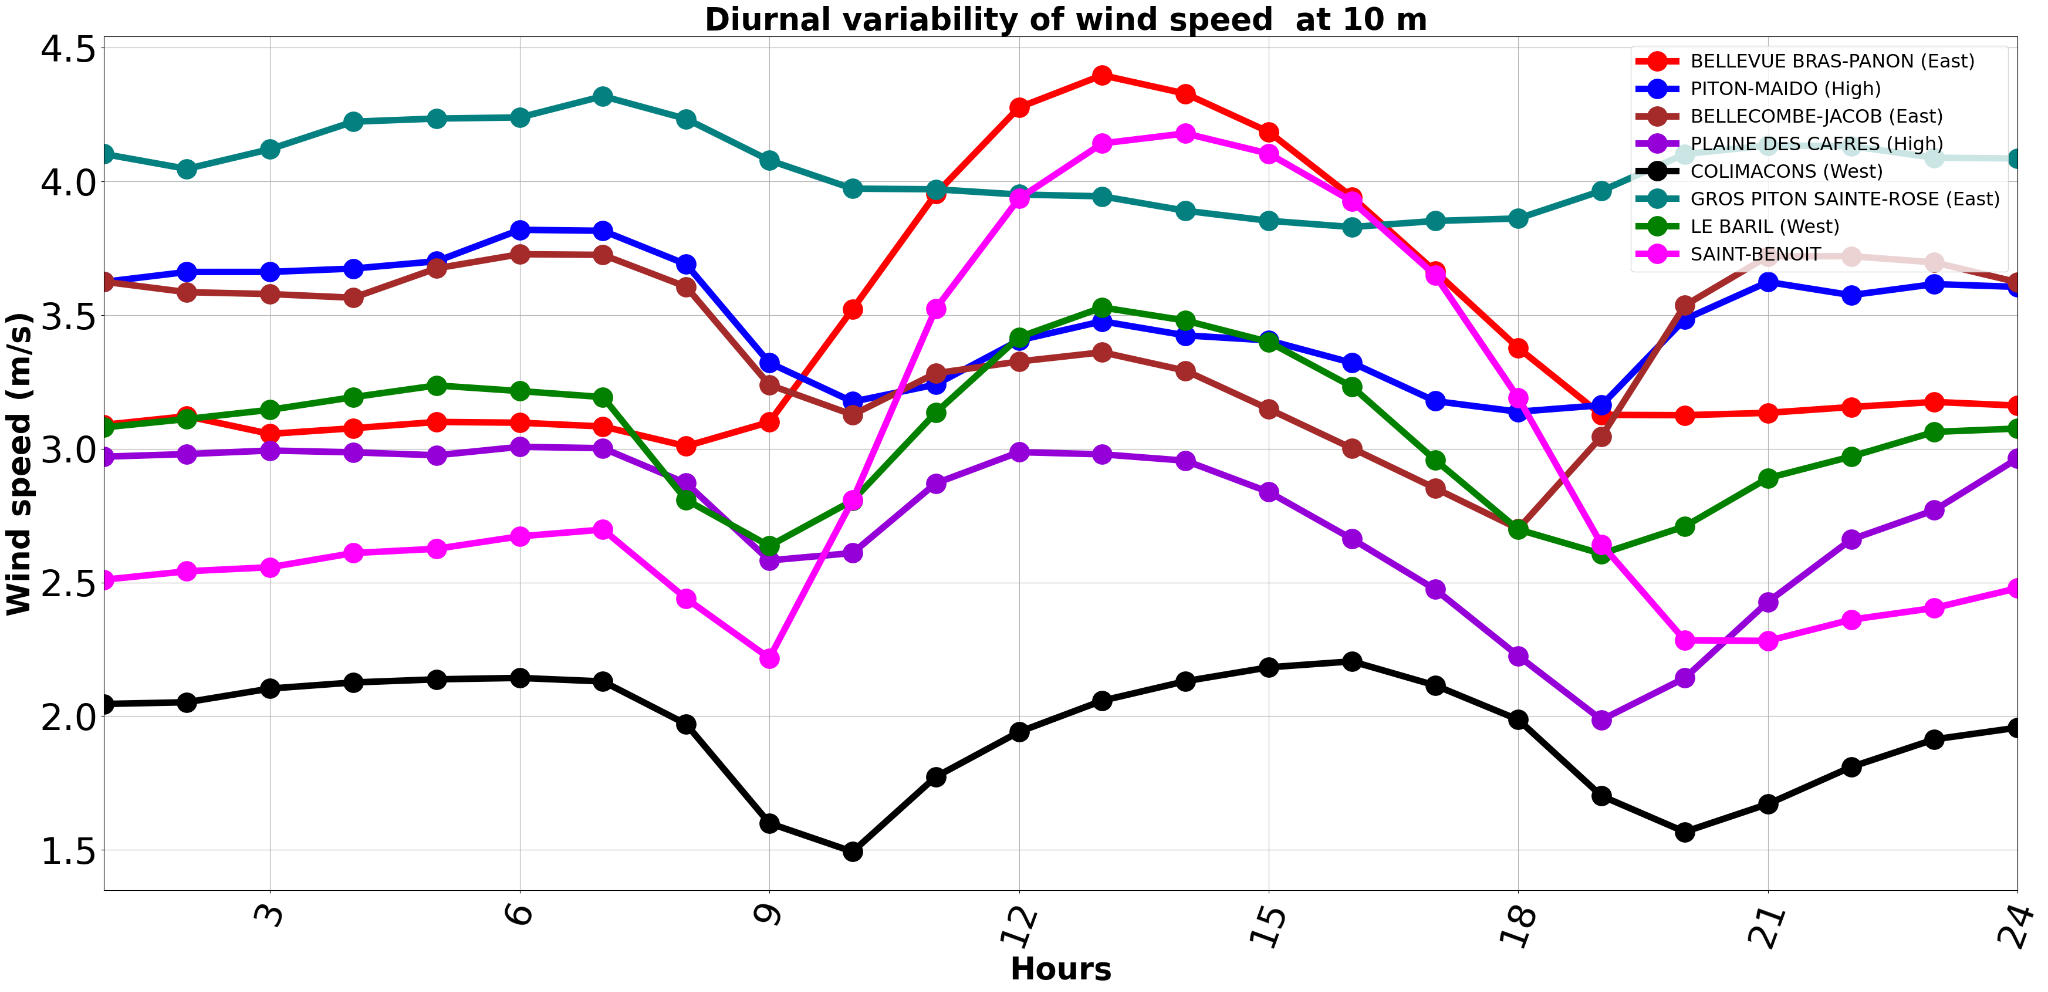 Diurnal variability of wind speed  at 10 m
4.5
4.0
3.5
3.0
2.5
2.0
1.5
Wind speed (m/s)
BELLEVUE BRAS-PANON (East)
PITON-MAIDO (High)
BELLECOMBE-JACOB (East)
PLAINE DES CAFRES (High)
COLIMACONS (West)
GROS PITON SAINTE-ROSE (East)
LE BARIL (West)
SAINT-BENOIT
3 6 9 12 15 18 21 24
Hours